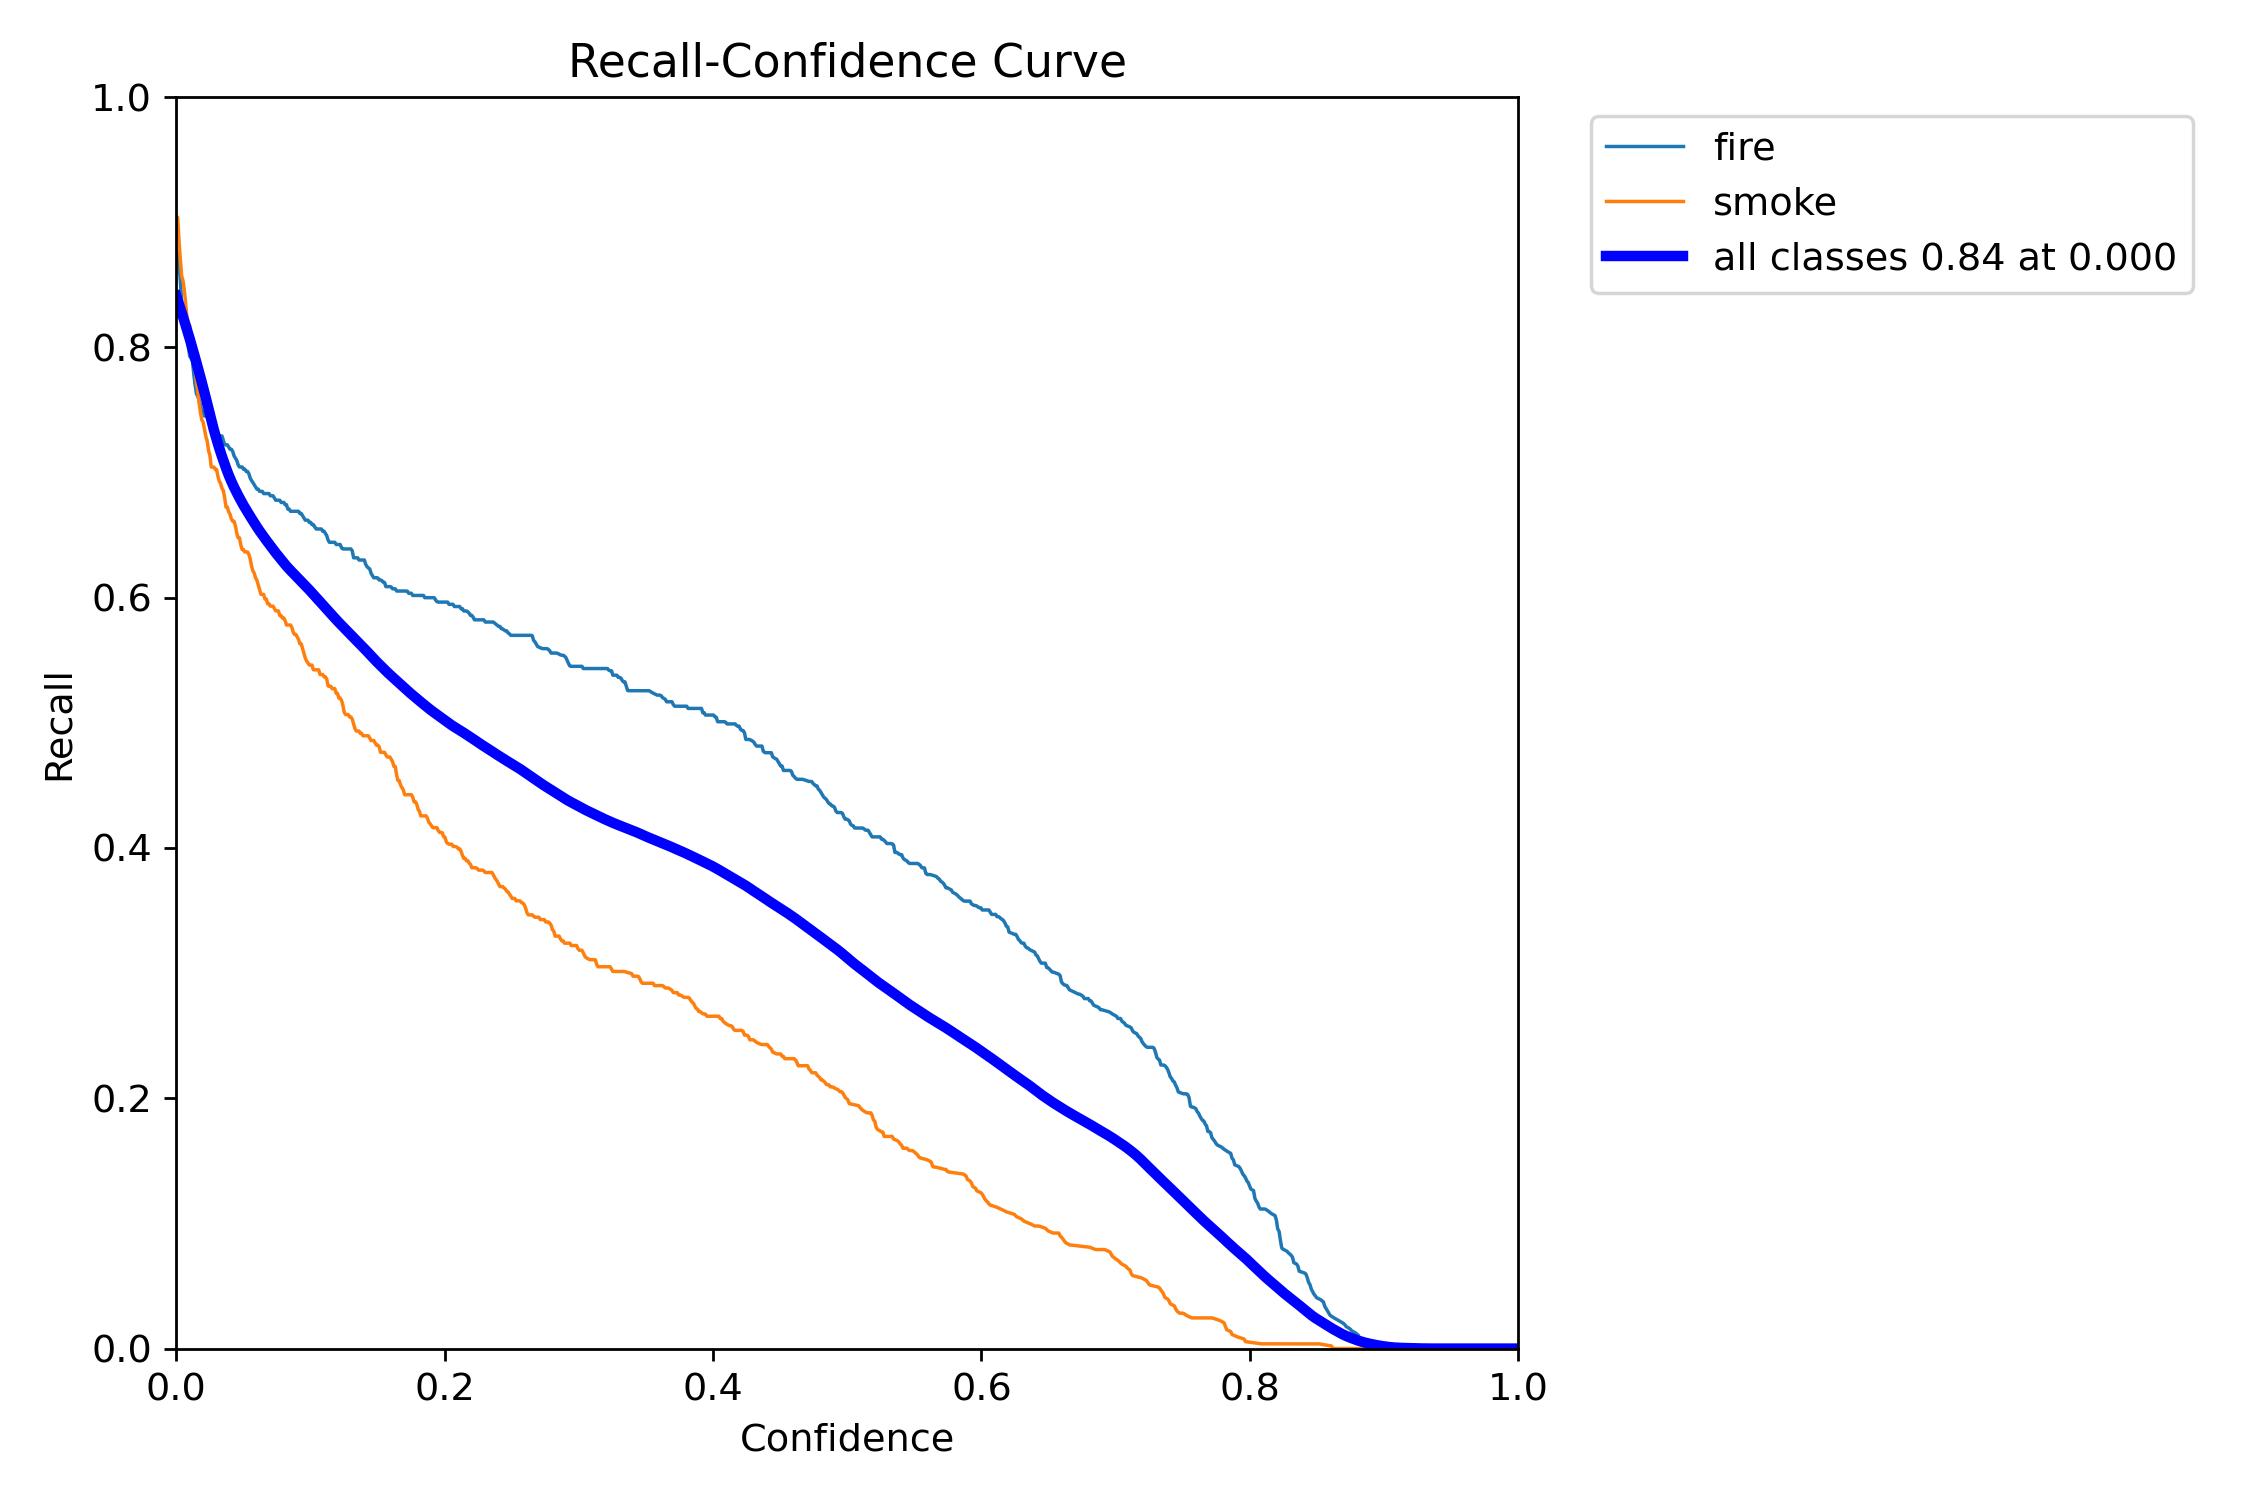 Recall-Confidence Curve
1.0
0.8
0.6
0.4
0.2
0.0
Recall
0.0 0.2 0.4 0.6 0.8 1.0
Confidence
fire
smoke
all classes 0.84 at 0.000